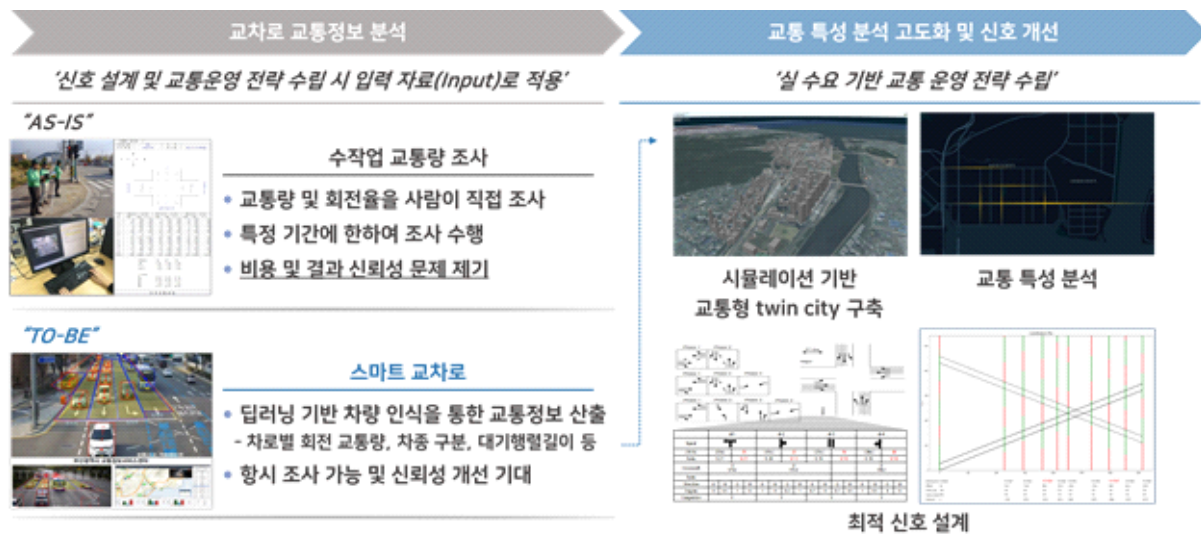 교차로 교통정보 분석
'신호 설계 및 교통운영 전략 수립 시 입력 자료(Input)로 적용'
"AS-IS"
수작업 교통량 조사
• 교통량 및 회전율을 사람이 직접 조사
• 특정 기간에 한하여 조사 수행
• 비용 및 결과 신뢰성 문제 제기
"TO-BE"
스마트 교차로
• 딥러닝 기반 차량 인식을 통한 교통정보 산출
- 차로별 회전 교통량, 차종 구분, 대기행렬길이 등
• 항시 조사 가능 및 신뢰성 개선 기대
교통 특성 분석 고도화 및 신호 개선
'실 수요 기반 교통 운영 전략 수립'
시뮬레이션 기반
교통형 twin city 구축
교통 특성 분석
최적 신호 설계